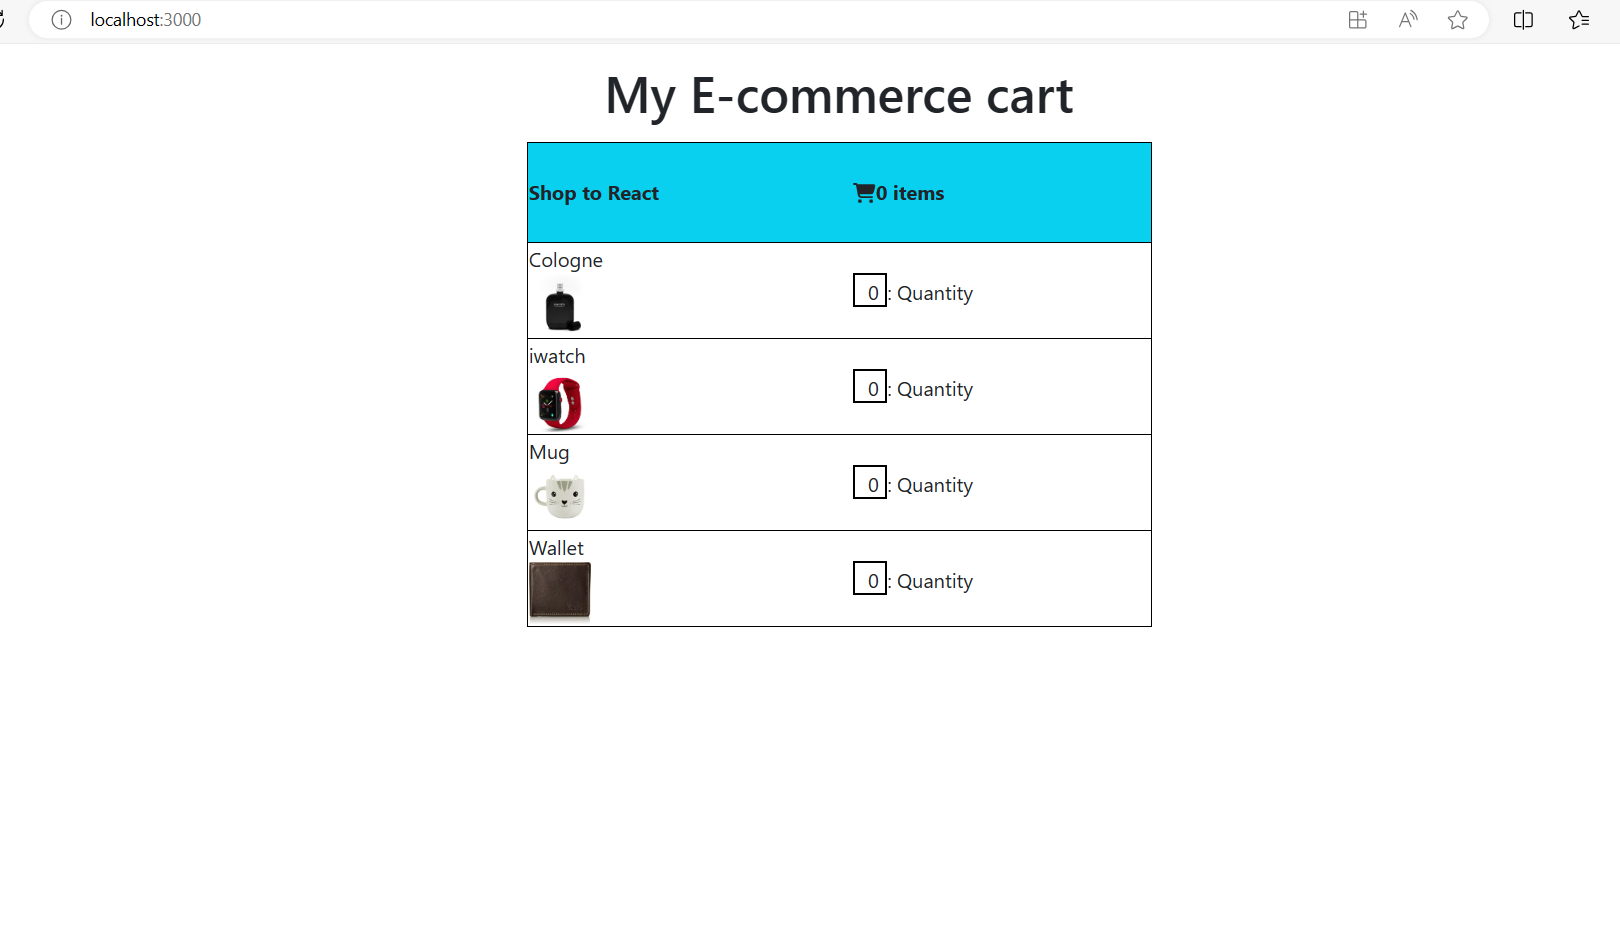 localhost:3000
My E-commerce cart
Shop to React 0 items
Cologne
0 : Quantity
iwatch
0 : Quantity
Mug
0 : Quantity
Wallet
0 : Quantity